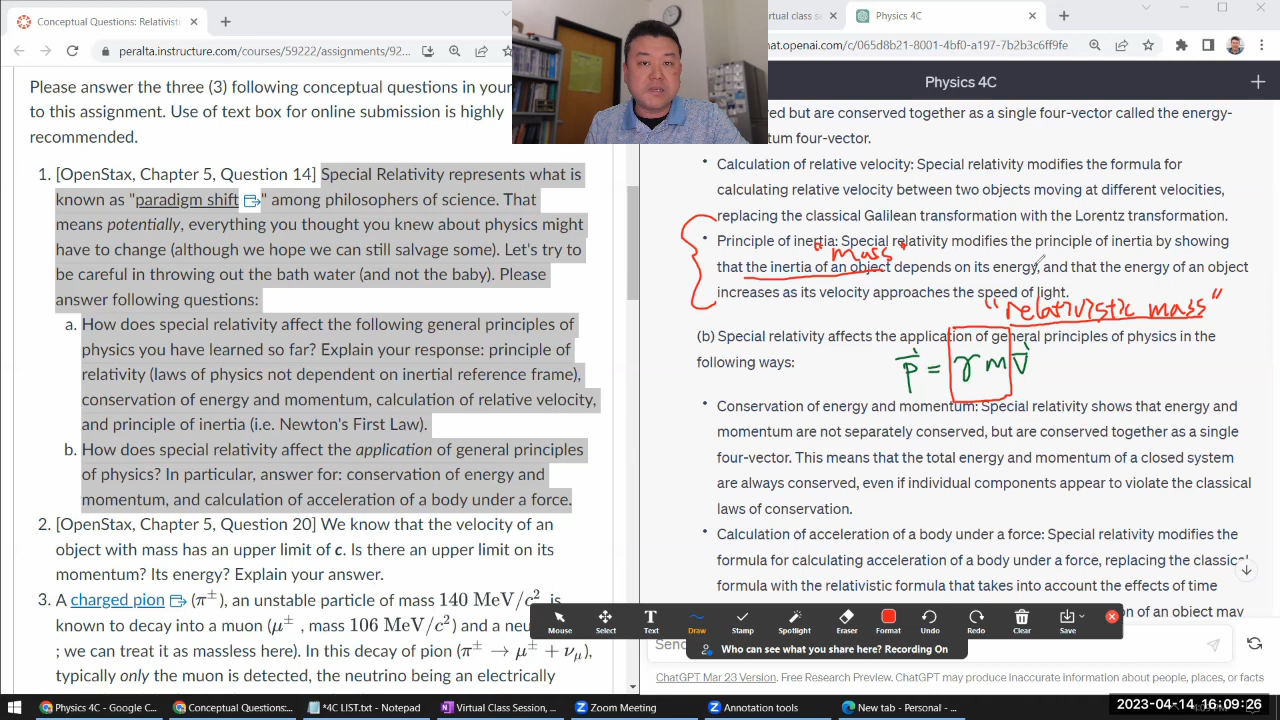 Conceptual Questions: Relativisti
peralta.instructure.com/courses/59222/assignments/92...
irtual class s
Physics 4C
hat.openai.com/c/065d8b21-8001-4bf0-a197-7b2b3c6ff9fe
Please answer the three (3) following conceptual questions in your
to this assignment. Use of text box for online submission is highly
recommended.
1. [OpenStax, Chapter 5, Question 14] Special Relativity represents what is
known as "paradigm shift" among philosophers of science. That
means potentially, everything you thought you knew about physics might
have to change (although we hope we can still salvage some). Let's try to
be careful in throwing out the bath water (and not the baby). Please
answer following questions:
a. How does special relativity affect the following general principles of
physics you have learned so far? Explain your response: principle of
relativity (laws of physics independent on inertial reference frame),
conservation of energy and momentum, calculation of relative velocity,
and principle of inertia (i.e. Newton's First Law).
b. How does special relativity affect the application of general principles
of physics? In particular, answer for: conservation of energy and
momentum, and calculation of acceleration of a body under a force.
2. [OpenStax, Chapter 5, Question 20] We know that the velocity of an
object with mass has an upper limit of c. Is there an upper limit on its
momentum? Its energy? Explain your answer.
3. A charged pion (π±), an unstable particle of mass 140 MeV/c² is
known to decay into a muon (μ± , mass 106 MeV/c²) and a neu
; we can treat it as massless here). In this decay of pion (π± → μ± + νμ),
typically only the muon is detected, the neutrino being an electrically
Physics 4C
ered but are conserved together as a single four-vector called the energy-
tum four-vector.
• Calculation of relative velocity: Special relativity modifies the formula for
calculating relative velocity between two objects moving at different velocities,
replacing the classical Galilean transformation with the Lorentz transformation.
• Principle of inertia: Special relativity modifies the principle of inertia by showing
"mass"
that the inertia of an object depends on its energy, and that the energy of an object
increases as its velocity approaches the speed of light.
"relativistic mass"
(b) Special relativity affects the application of general principles of physics in the
following ways:
p⃗ = γ m v⃗
• Conservation of energy and momentum: Special relativity shows that energy and
momentum are not separately conserved, but are conserved together as a single
four-vector. This means that the total energy and momentum of a closed system
are always conserved, even if individual components appear to violate the classical
laws of conservation.
• Calculation of acceleration of a body under a force: Special relativity modifies the
formula for calculating acceleration of a body under a force, replacing the classical
formula with the relativistic formula that takes into account the effects of time
on of an object may
Mouse Select Text Draw Stamp Spotlight Eraser Format Undo Redo Clear Save
Send
Who can see what you share here? Recording On
ChatGPT Mar 23 Version. Free Research Preview. ChatGPT may produce inaccurate information about people, places, or facts
Physics 4C - Google C...
Conceptual Questions...
*4C LIST.txt - Notepad
Virtual Class Session...
Zoom Meeting
Annotation tools
New tab - Personal - ...
2023-04-14 16:09:26